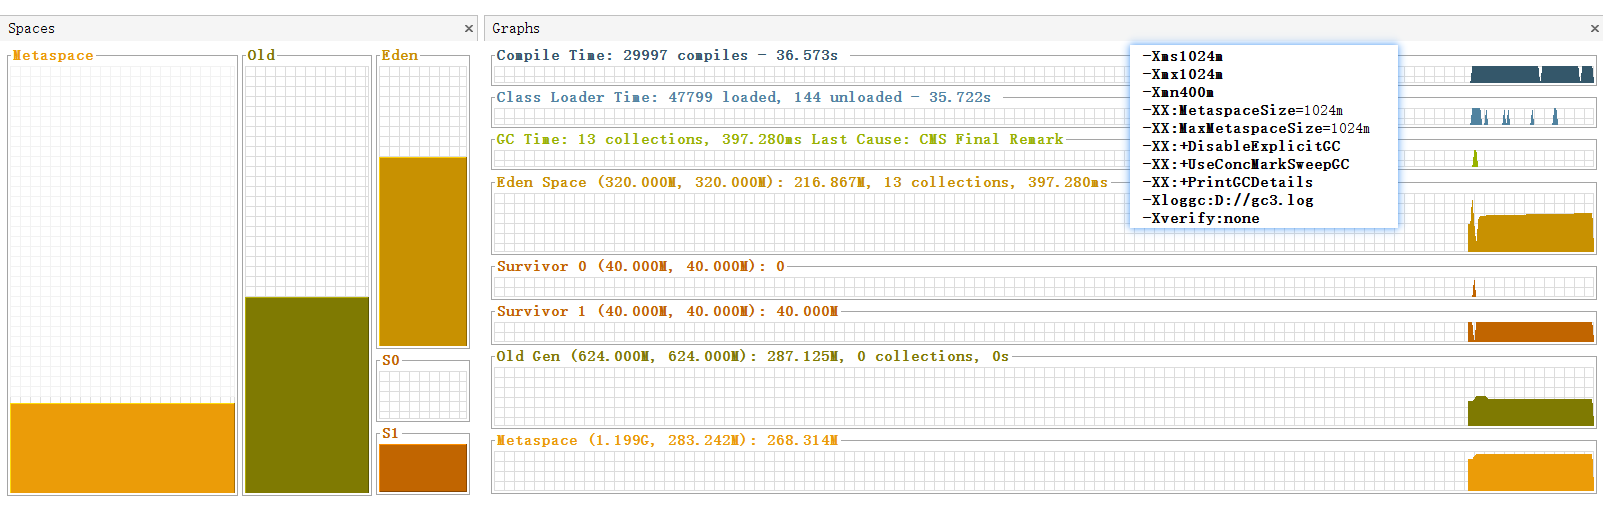 Spaces ×
Graphs ×
Metaspace
Old
Eden
S0
S1
Compile Time: 29997 compiles - 36.573s
Class Loader Time: 47799 loaded, 144 unloaded - 35.722s
GC Time: 13 collections, 397.280ms Last Cause: CMS Final Remark
Eden Space (320.000M, 320.000M): 216.867M, 13 collections, 397.280ms
Survivor 0 (40.000M, 40.000M): 0
Survivor 1 (40.000M, 40.000M): 40.000M
Old Gen (624.000M, 624.000M): 287.125M, 0 collections, 0s
Metaspace (1.199G, 283.242M): 268.314M
-Xms1024m
-Xmx1024m
-Xmn400m
-XX:MetaspaceSize=1024m
-XX:MaxMetaspaceSize=1024m
-XX:+DisableExplicitGC
-XX:+UseConcMarkSweepGC
-XX:+PrintGCDetails
-Xloggc:D://gc3.log
-Xverify:none